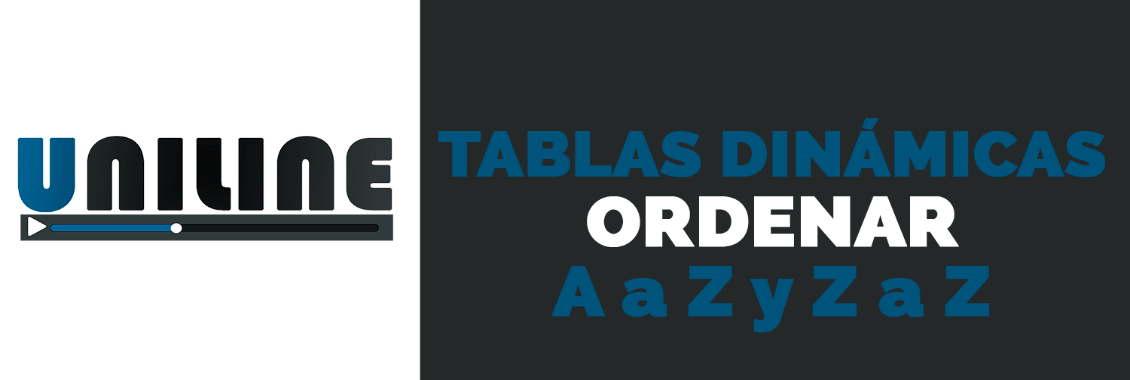 UNILINE
TABLAS DINÁMICAS
ORDENAR
A a Z y Z a Z